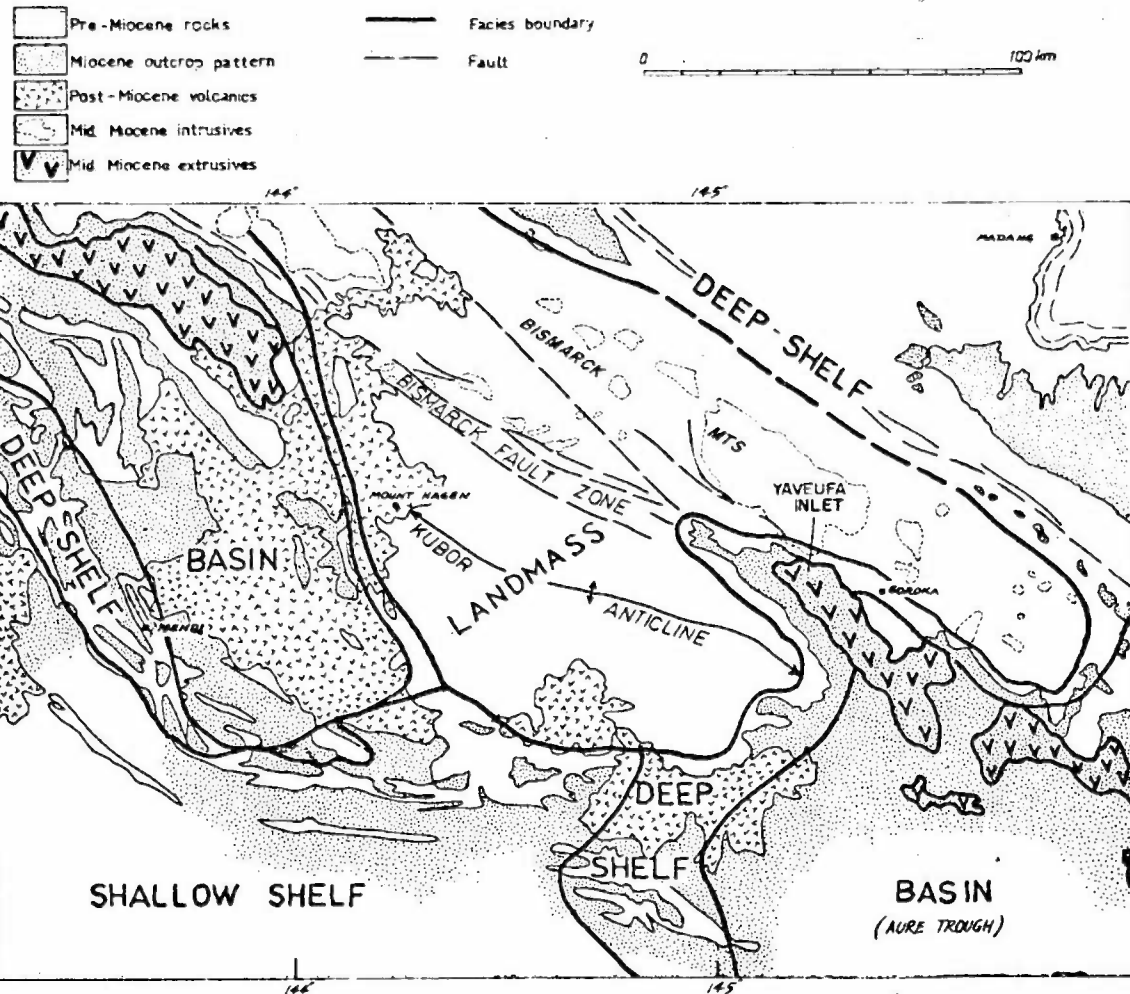 Pre-Miocene rocks
Miocene outcrop pattern
Post-Miocene volcanics
Mid Miocene intrusives
Mid Miocene extrusives
Facies boundary
Fault
0
100 km
144°
145°
MADANG
DEEP-SHELF
BISMARCK
MTS
BISMARCK FAULT ZONE
YAVEUFA
INLET
DEEP-SHELF
MOUNT HAGEN
BASIN
KUBOR
ANTICLINE
LANDMASS
GOROKA
MENDI
DEEP
SHELF
SHALLOW SHELF
BASIN
(AURE TROUGH)
144°
145°